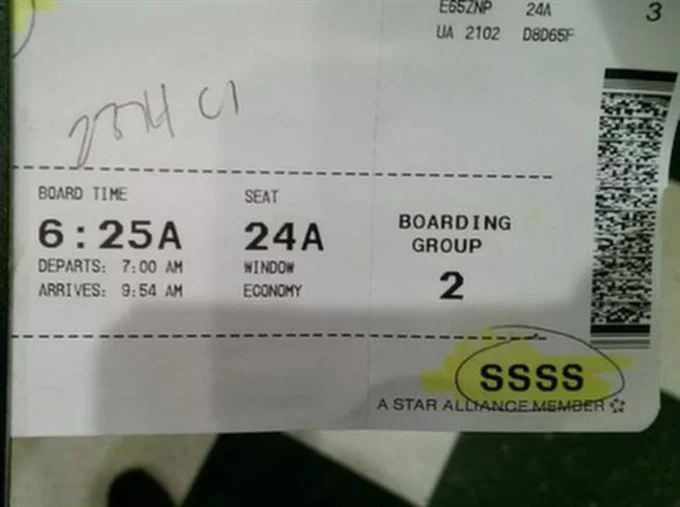 E65ZNP 24A 3
UA 2102 D8D65F
BOARD TIME SEAT
6:25A 24A
BOARDING
GROUP
2
DEPARTS: 7:00 AM WINDOW
ARRIVES: 9:54 AM ECONOMY
SSSS
A STAR ALLIANCE MEMBER